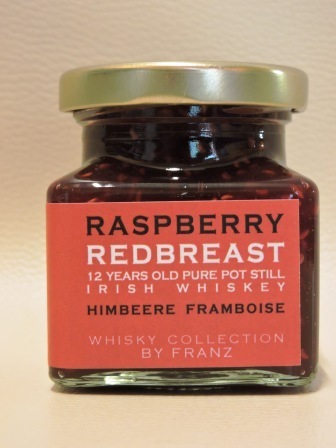 RASPBERRY
REDBREAST
12 YEARS OLD PURE POT STILL
IRISH WHISKEY
HIMBEERE FRAMBOISE
WHISKY COLLECTION
BY FRANZ